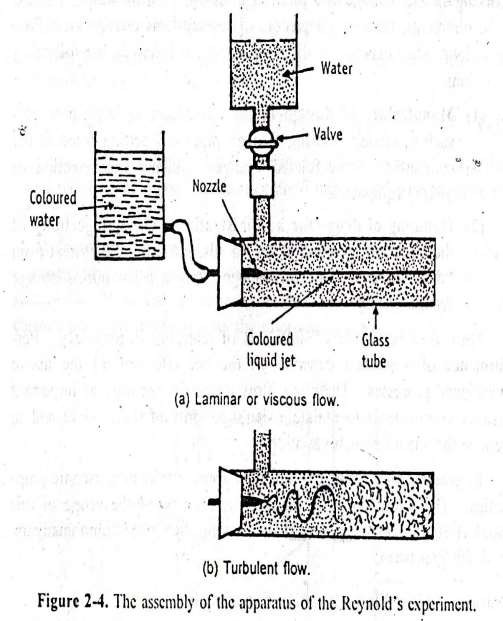 Water
Valve
Coloured
water
Nozzle
Coloured
liquid jet
Glass
tube
(a) Laminar or viscous flow.
(b) Turbulent flow.
Figure 2-4. The assembly of the apparatus of the Reynold's experiment.